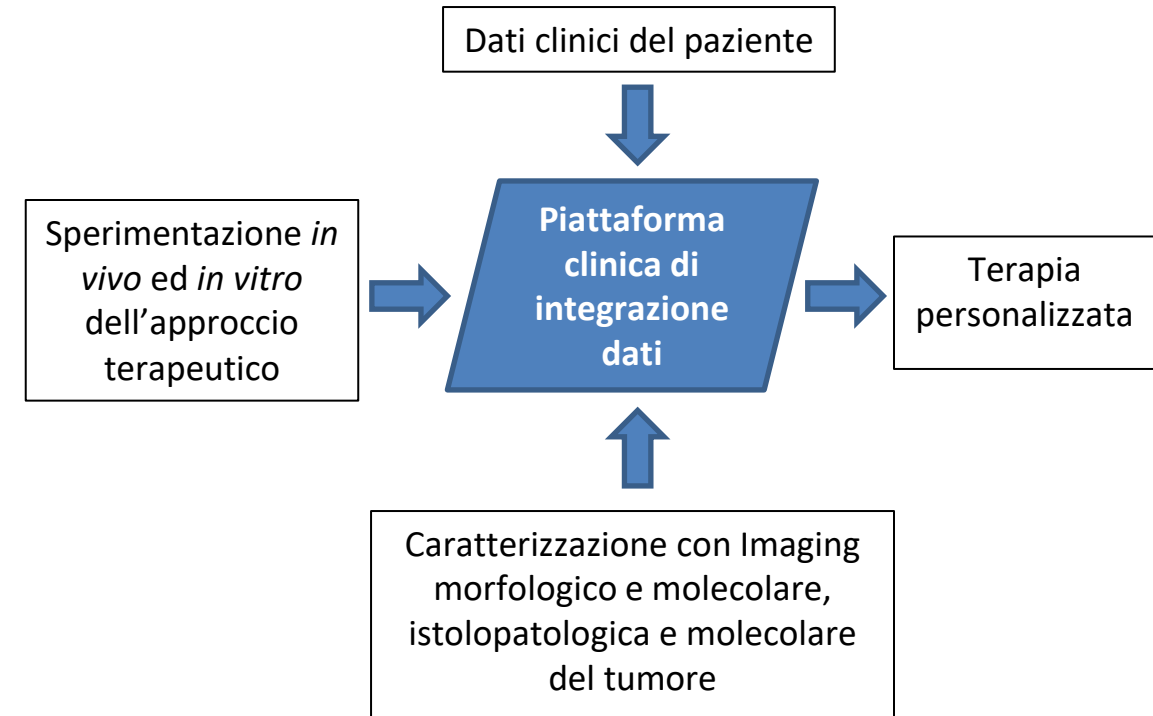 Dati clinici del paziente
Sperimentazione in
vivo ed in vitro
dell’approccio
terapeutico
Piattaforma
clinica di
integrazione
dati
Terapia
personalizzata
Caratterizzazione con Imaging
morfologico e molecolare,
istolopatologica e molecolare
del tumore